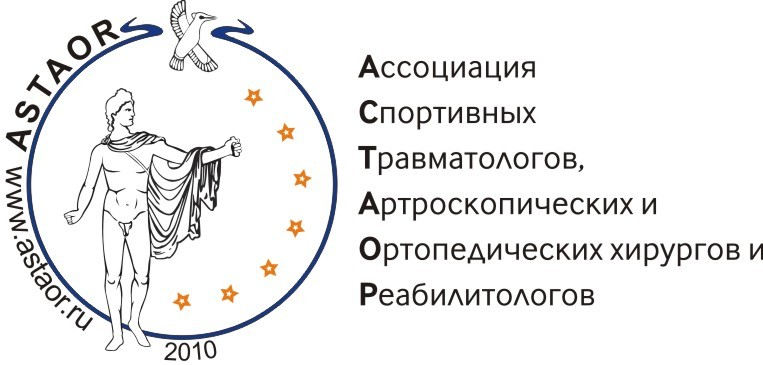 ASTAOR
www.astaor.ru
2010
Ассоциация
Спортивных
Травматологов,
Артроскопических и
Ортопедических хирургов и
Реабилитологов